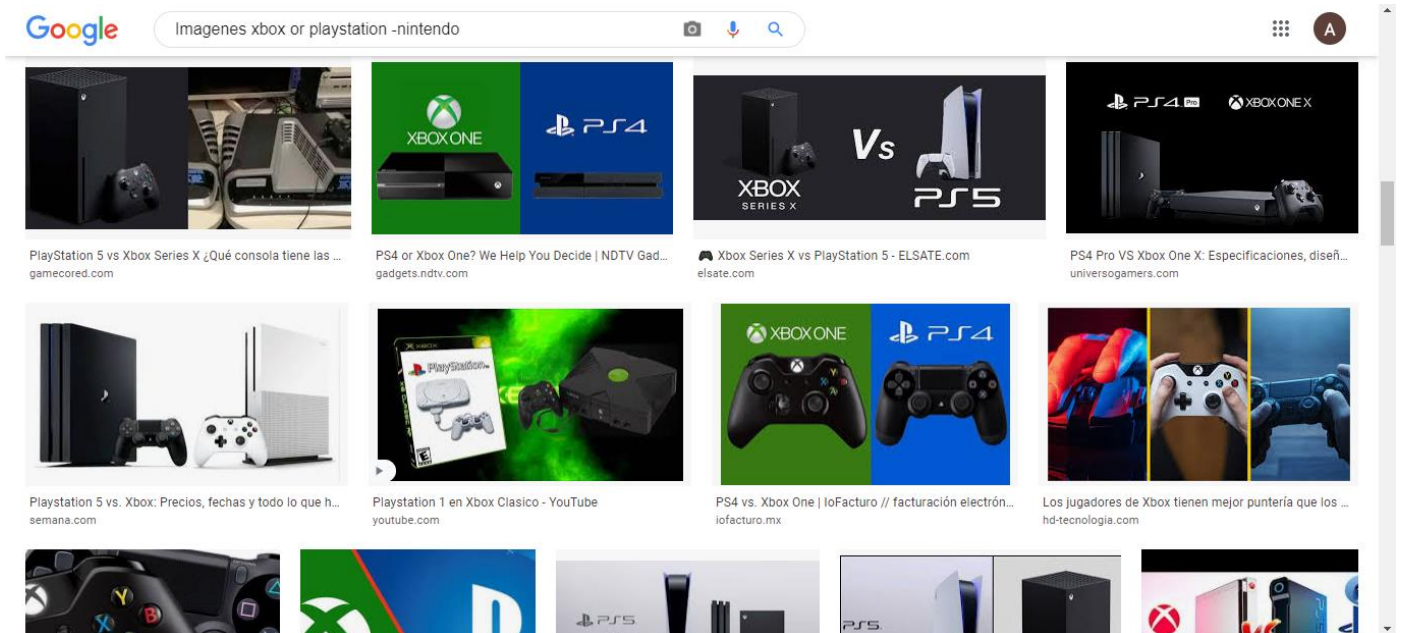 Google
Imagenes xbox or playstation -nintendo
A
XBOX ONE
PS4
Vs
XBOX
SERIES X
PS5
PS4 PRO
XBOX ONE X
PlayStation 5 vs Xbox Series X ¿Qué consola tiene las ...
gamecored.com
PS4 or Xbox One? We Help You Decide | NDTV Gad...
gadgets.ndtv.com
🎮 Xbox Series X vs PlayStation 5 - ELSATE.com
elsate.com
PS4 Pro VS Xbox One X: Especificaciones, diseñ...
universogamers.com
XBOX
PlayStation
E
XBOX ONE
PS4
Playstation 5 vs. Xbox: Precios, fechas y todo lo que h...
semana.com
Playstation 1 en Xbox Clasico - YouTube
youtube.com
PS4 vs. Xbox One | IoFacturo // facturación electrón...
iofacturo.mx
Los jugadores de Xbox tienen mejor puntería que los ...
hd-tecnologia.com
Y
B
X
PS5
PS5